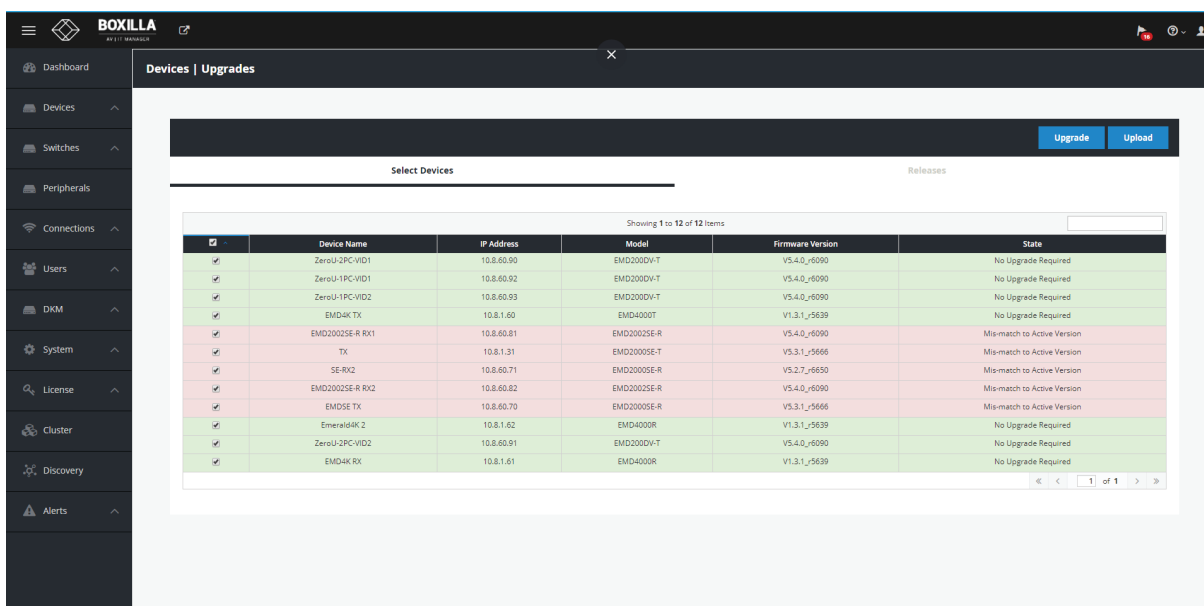 BOXILLA
AV | IT MANAGER
16
Dashboard
Devices | Upgrades
Devices
Switches
Peripherals
Connections
Users
DKM
System
License
Cluster
Discovery
Alerts
Upgrade Upload
Select Devices Releases
Showing 1 to 12 of 12 Items
Device Name IP Address Model Firmware Version State
ZeroU-2PC-VID1 10.8.60.90 EMD200DV-T V5.4.0_r6090 No Upgrade Required
ZeroU-1PC-VID1 10.8.60.92 EMD200DV-T V5.4.0_r6090 No Upgrade Required
ZeroU-1PC-VID2 10.8.60.93 EMD200DV-T V5.4.0_r6090 No Upgrade Required
EMD4K TX 10.8.1.60 EMD4000T V1.3.1_r5639 No Upgrade Required
EMD2002SE-R RX1 10.8.60.81 EMD2002SE-R V5.4.0_r6090 Mis-match to Active Version
TX 10.8.1.31 EMD2000SE-T V5.3.1_r5666 Mis-match to Active Version
SE-RX2 10.8.60.71 EMD2000SE-R V5.2.7_r6650 Mis-match to Active Version
EMD2002SE-R RX2 10.8.60.82 EMD2002SE-R V5.4.0_r6090 Mis-match to Active Version
EMDSE TX 10.8.60.70 EMD2000SE-R V5.3.1_r5666 Mis-match to Active Version
Emerald4K 2 10.8.1.62 EMD4000R V1.3.1_r5639 No Upgrade Required
ZeroU-2PC-VID2 10.8.60.91 EMD200DV-T V5.4.0_r6090 No Upgrade Required
EMD4K RX 10.8.1.61 EMD4000R V1.3.1_r5639 No Upgrade Required
« < 1 of 1 > »